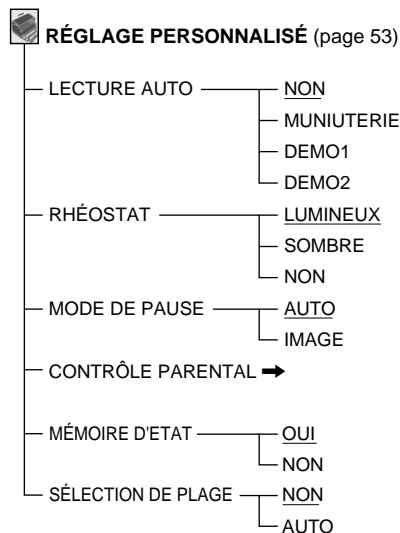 RÉGLAGE PERSONNALISÉ (page 53)
LECTURE AUTO NON
MUNIUTERIE
DEMO1
DEMO2
RHÉOSTAT LUMINEUX
SOMBRE
NON
MODE DE PAUSE AUTO
IMAGE
CONTRÔLE PARENTAL ➡
MÉMOIRE D'ETAT OUI
NON
SÉLECTION DE PLAGE NON
AUTO